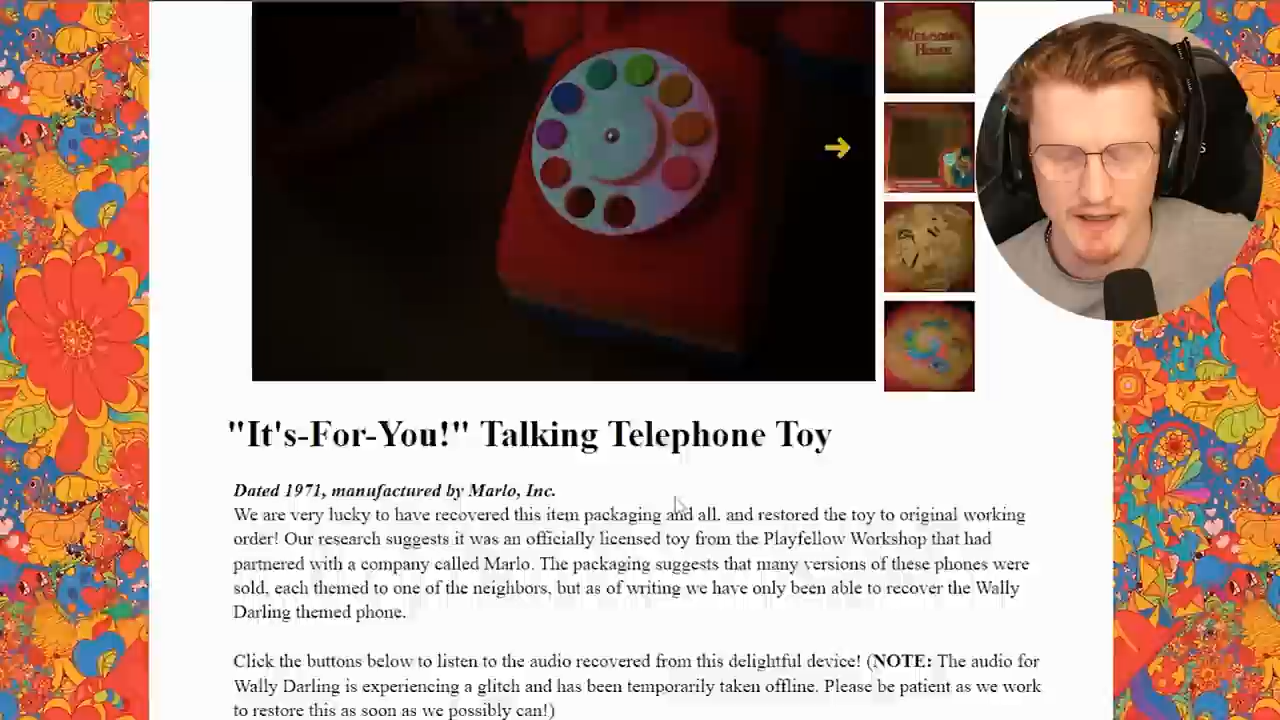 WELCOME
HOME
"It's-For-You!" Talking Telephone Toy
Dated 1971, manufactured by Marlo, Inc.
We are very lucky to have recovered this item packaging and all. and restored the toy to original working
order! Our research suggests it was an officially licensed toy from the Playfellow Workshop that had
partnered with a company called Marlo. The packaging suggests that many versions of these phones were
sold, each themed to one of the neighbors, but as of writing we have only been able to recover the Wally
Darling themed phone.
Click the buttons below to listen to the audio recovered from this delightful device! (NOTE: The audio for
Wally Darling is experiencing a glitch and has been temporarily taken offline. Please be patient as we work
to restore this as soon as we possibly can!)